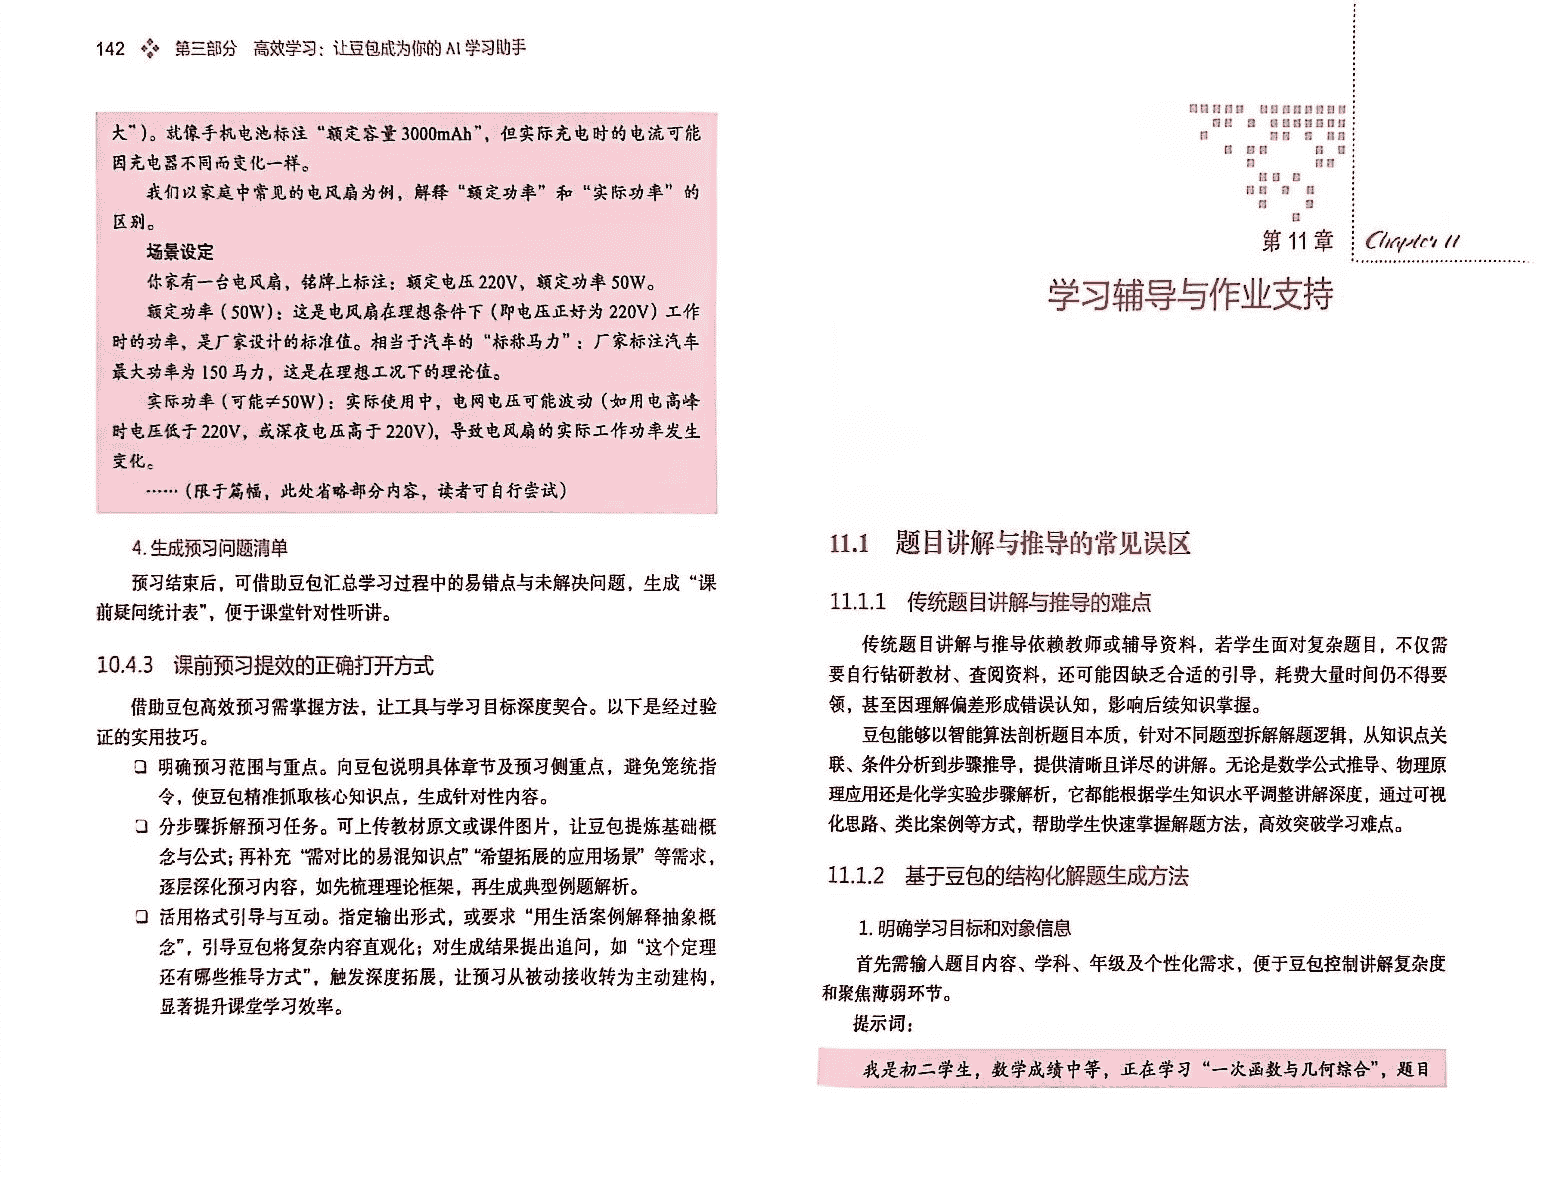 142 第三部分 高效学习：让豆包成为你的 AI 学习助手
大”）。就像手机电池标注“额定容量 3000mAh”，但实际充电时的电流可能
因充电器不同而变化一样。
我们以家庭中常见的电风扇为例，解释“额定功率”和“实际功率”的
区别。
场景设定
你家有一台电风扇，铭牌上标注：额定电压 220V，额定功率 50W。
额定功率（50W）：这是电风扇在理想条件下（即电压正好为 220V）工作
时的功率，是厂家设计的标准值。相当于汽车的“标称马力”：厂家标注汽车
最大功率为 150 马力，这是在理想工况下的理论值。
实际功率（可能≠50W）：实际使用中，电网电压可能波动（如用电高峰
时电压低于 220V，或深夜电压高于 220V），导致电风扇的实际工作功率发生
变化。
……（限于篇幅，此处省略部分内容，读者可自行尝试）
4. 生成预习问题清单
预习结束后，可借助豆包汇总学习过程中的易错点与未解决问题，生成“课
前疑问统计表”，便于课堂针对性听讲。
10.4.3 课前预习提效的正确打开方式
借助豆包高效预习需掌握方法，让工具与学习目标深度契合。以下是经过验
证的实用技巧。
❏ 明确预习范围与重点。向豆包说明具体章节及预习侧重点，避免笼统指
令，使豆包精准抓取核心知识点，生成针对性内容。
❏ 分步骤拆解预习任务。可上传教材原文或课件图片，让豆包提炼基础概
念与公式；再补充“需对比的易混知识点”“希望拓展的应用场景”等需求，
逐层深化预习内容，如先梳理理论框架，再生成典型例题解析。
❏ 活用格式引导与互动。指定输出形式，或要求“用生活案例解释抽象概
念”，引导豆包将复杂内容直观化；对生成结果提出追问，如“这个定理
还有哪些推导方式”，触发深度拓展，让预习从被动接收转为主动建构，
显著提升课堂学习效率。
第 11 章 Chapter 11
学习辅导与作业支持
11.1 题目讲解与推导的常见误区
11.1.1 传统题目讲解与推导的难点
传统题目讲解与推导依赖教师或辅导资料，若学生面对复杂题目，不仅需
要自行钻研教材、查阅资料，还可能因缺乏合适的引导，耗费大量时间仍不得要
领，甚至因理解偏差形成错误认知，影响后续知识掌握。
豆包能够以智能算法剖析题目本质，针对不同题型拆解解题逻辑，从知识点关
联、条件分析到步骤推导，提供清晰且详尽的讲解。无论是数学公式推导、物理原
理应用还是化学实验步骤解析，它都能根据学生知识水平调整讲解深度，通过可视
化思路、类比案例等方式，帮助学生快速掌握解题方法，高效突破学习难点。
11.1.2 基于豆包的结构化解题生成方法
1. 明确学习目标和对象信息
首先需输入题目内容、学科、年级及个性化需求，便于豆包控制讲解复杂度
和聚焦薄弱环节。
提示词：
我是初二学生，数学成绩中等，正在学习“一次函数与几何综合”，题目